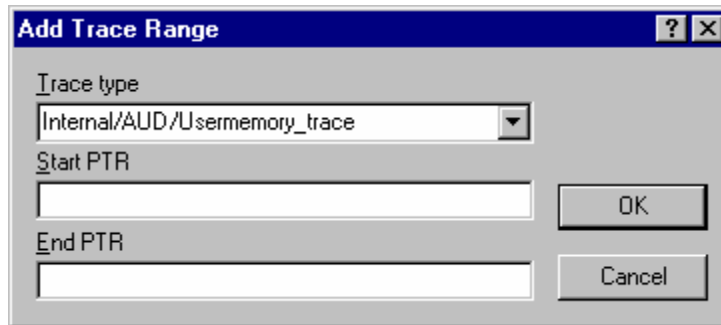 Add Trace Range
Trace type
Internal/AUD/Usermemory_trace
Start PTR
OK
End PTR
Cancel